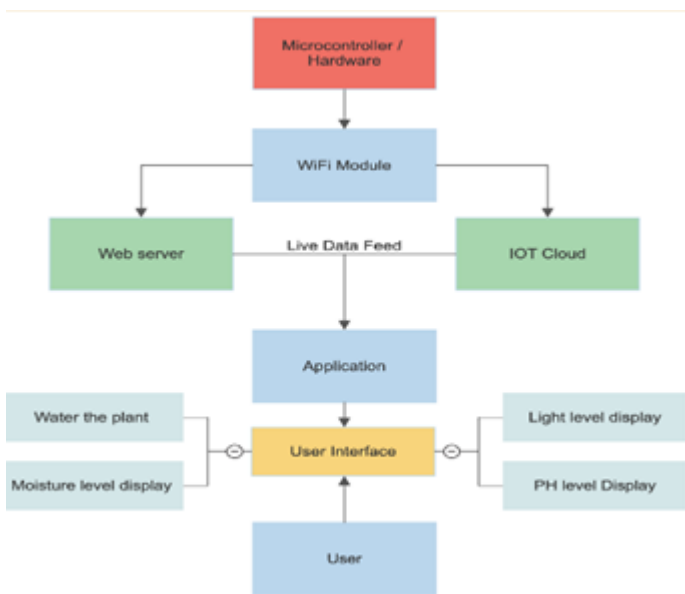 Microcontroller /
Hardware
WiFi Module
Web server
Live Data Feed
IOT Cloud
Application
Water the plant
Light level display
User Interface
Moisture level display
PH level Display
User